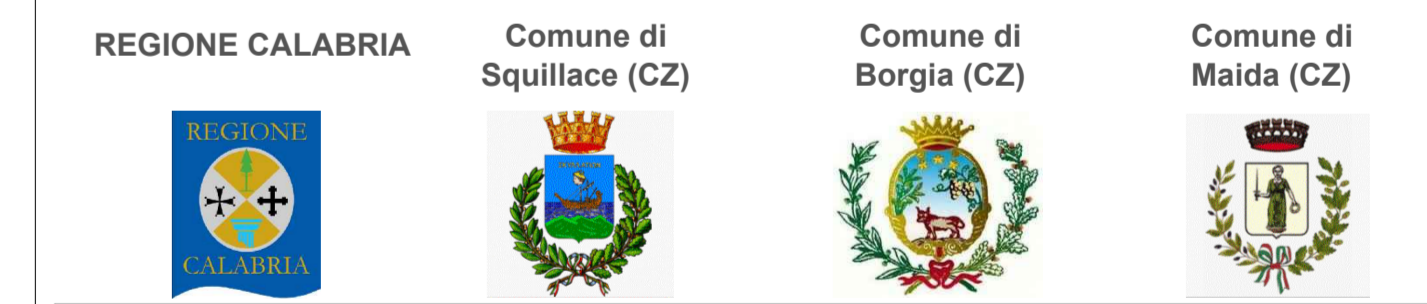 REGIONE CALABRIA
Comune di
Squillace (CZ)
Comune di
Borgia (CZ)
Comune di
Maida (CZ)
REGIONE
CALABRIA